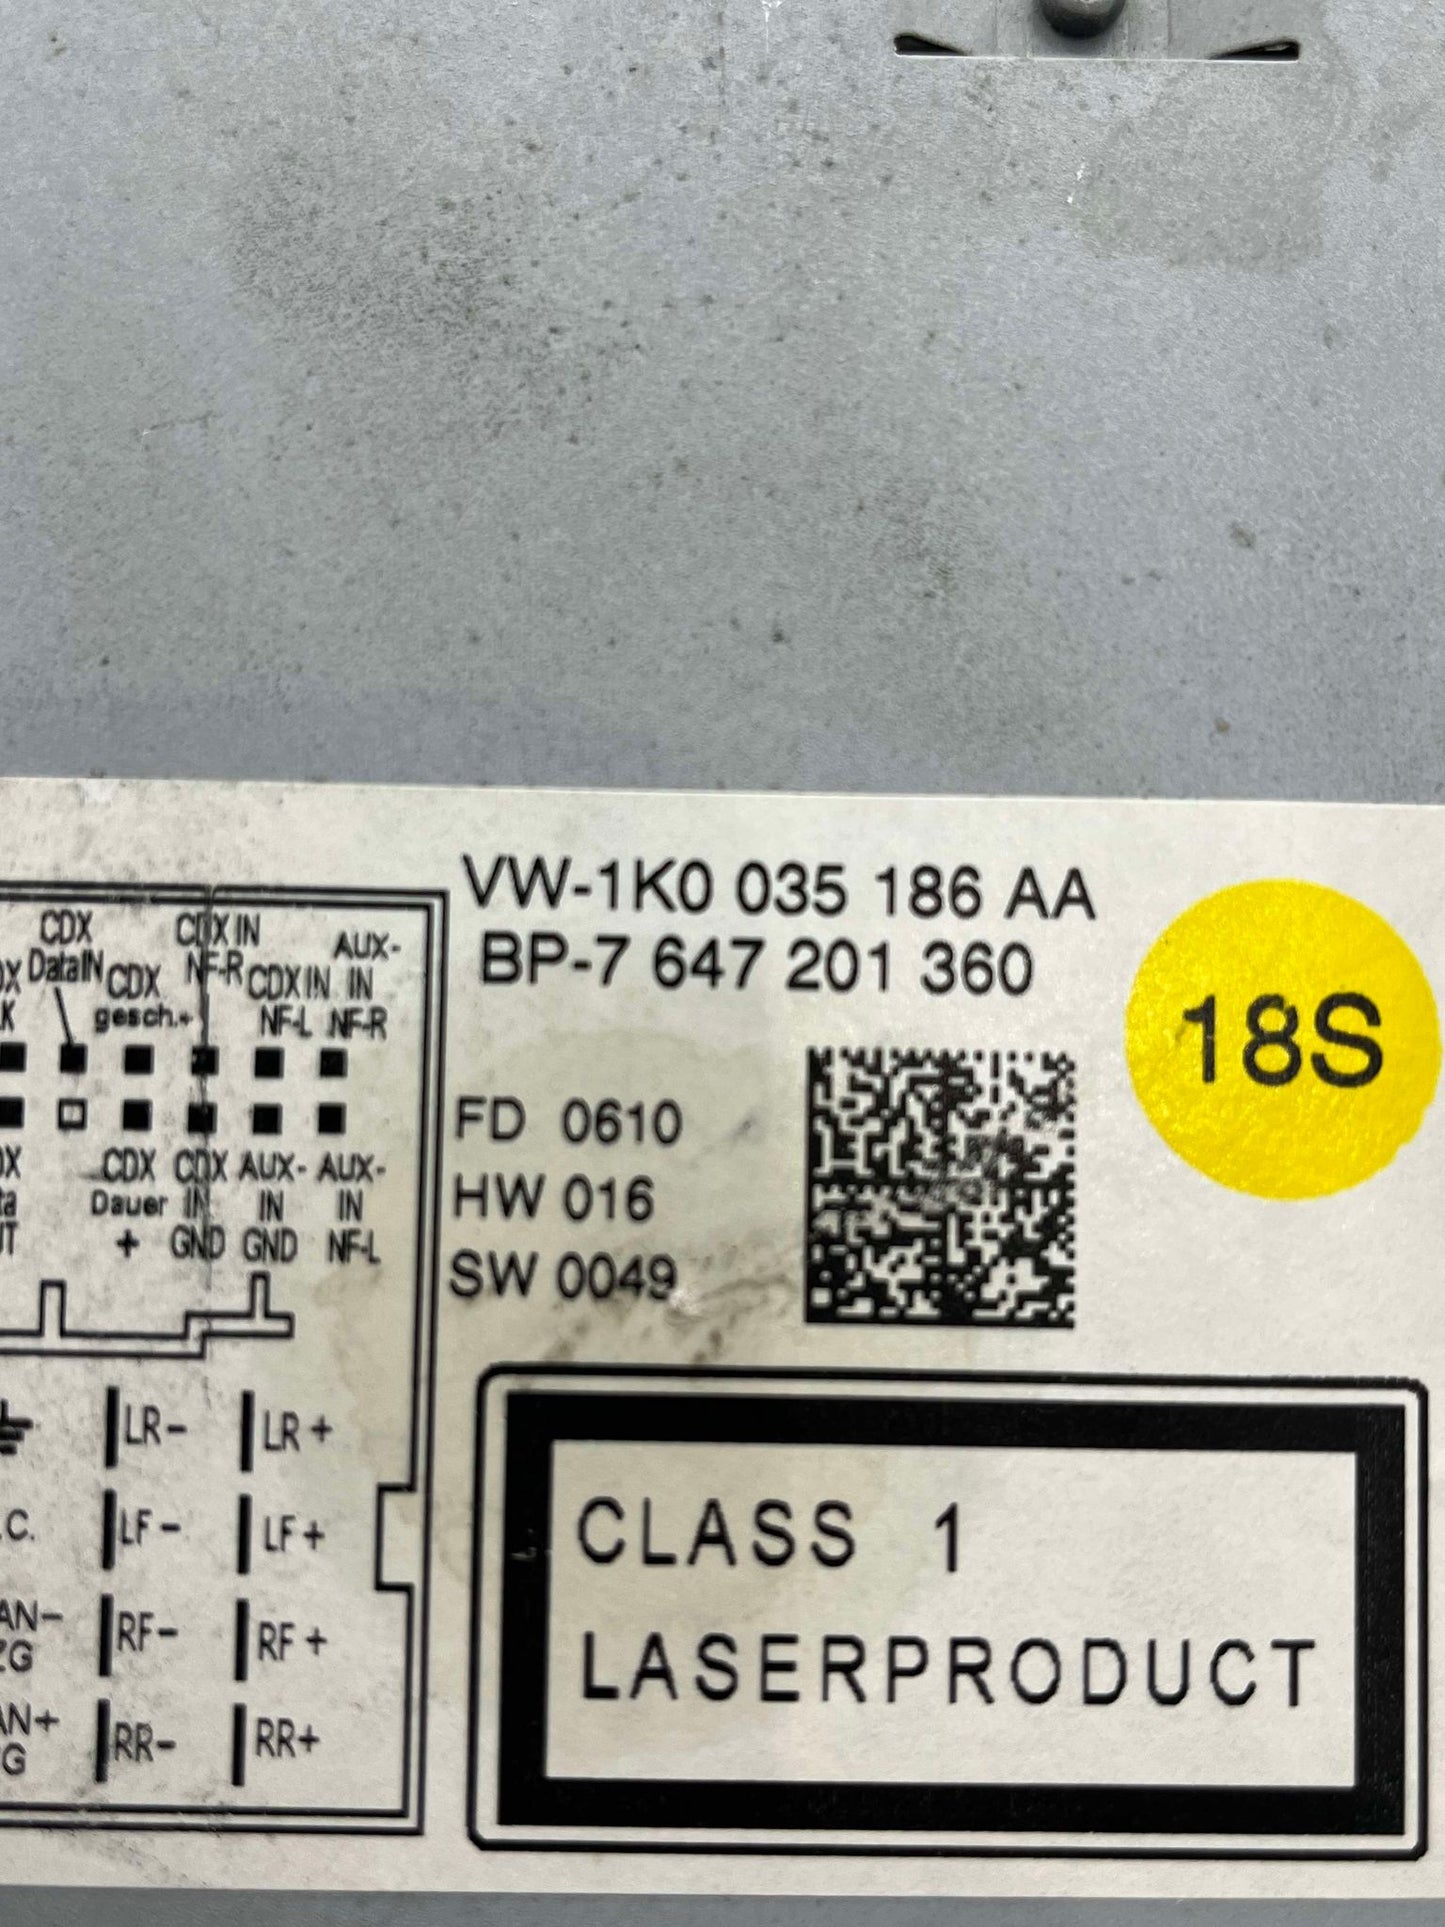 VW-1K0 035 186 AA
BP-7 647 201 360
18S
FD 0610
HW 016
SW 0049
CDX
DataIN
CDX
gesch.+
CDX IN
NF-R
CDX IN
NF-L
AUX-
IN
NF-R
CDX
Dauer
+
CDX
IN
GND
AUX-
IN
GND
AUX-
IN
NF-L
LR- LR+
LF- LF+
RF- RF+
RR- RR+
CLASS 1
LASERPRODUCT